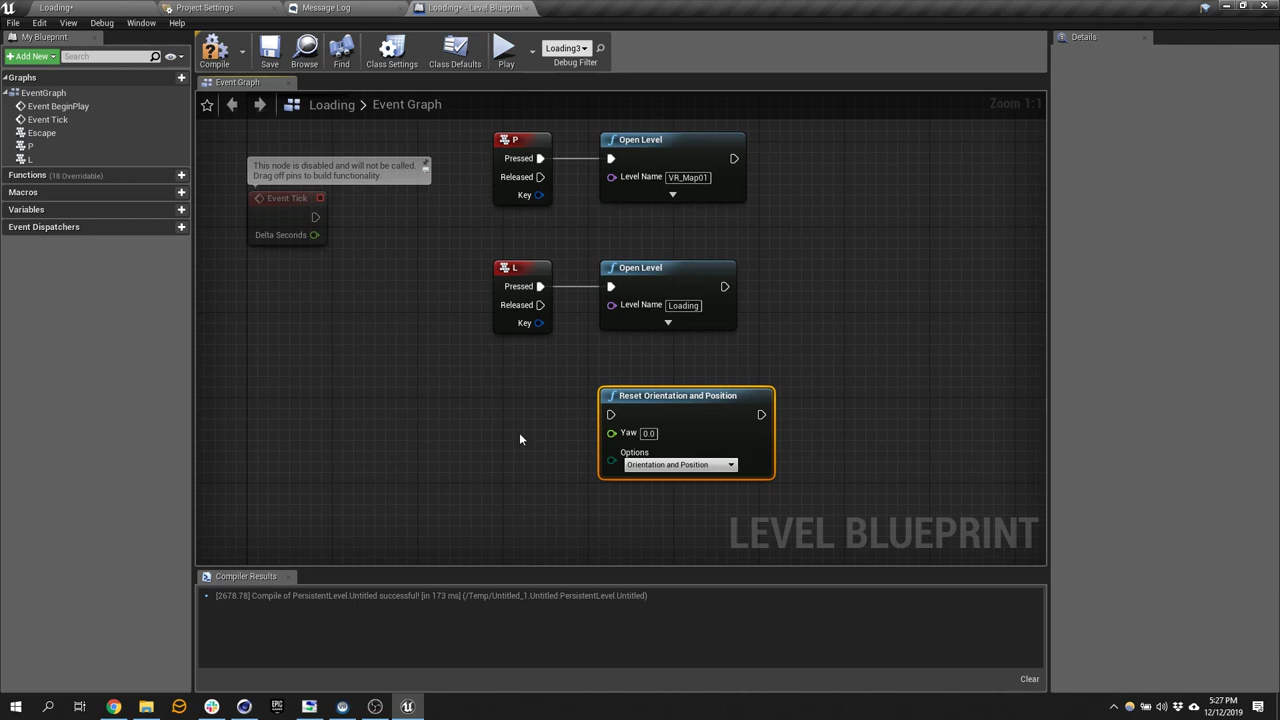 Loading*
Project Settings
Message Log
Loading* - Level Blueprint
File Edit View Debug Window Help
My Blueprint
Details
Add New
Search
Compile
Save
Browse
Find
Class Settings
Class Defaults
Play
Loading3
Debug Filter
Graphs
EventGraph
Event BeginPlay
Event Tick
Escape
P
L
Functions (18 Overridable)
Macros
Variables
Event Dispatchers
Event Graph
Loading > Event Graph
Zoom 1:1
This node is disabled and will not be called.
Drag off pins to build functionality.
Event Tick
Delta Seconds
P
Pressed
Released
Key
Open Level
Level Name VR_Map01
L
Pressed
Released
Key
Open Level
Level Name Loading
Reset Orientation and Position
Yaw 0.0
Options
Orientation and Position
LEVEL BLUEPRINT
Compiler Results
[2678.78] Compile of PersistentLevel.Untitled successful! [in 173 ms] (/Temp/Untitled_1.Untitled:PersistentLevel.Untitled)
Clear
EPIC
5:27 PM
12/12/2019